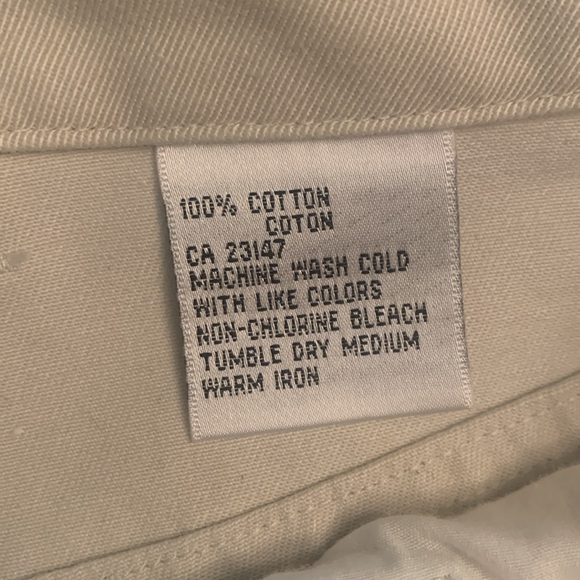 100% COTTON
COTON
CA 23147
MACHINE WASH COLD
WITH LIKE COLORS
NON-CHLORINE BLEACH
TUMBLE DRY MEDIUM
WARM IRON